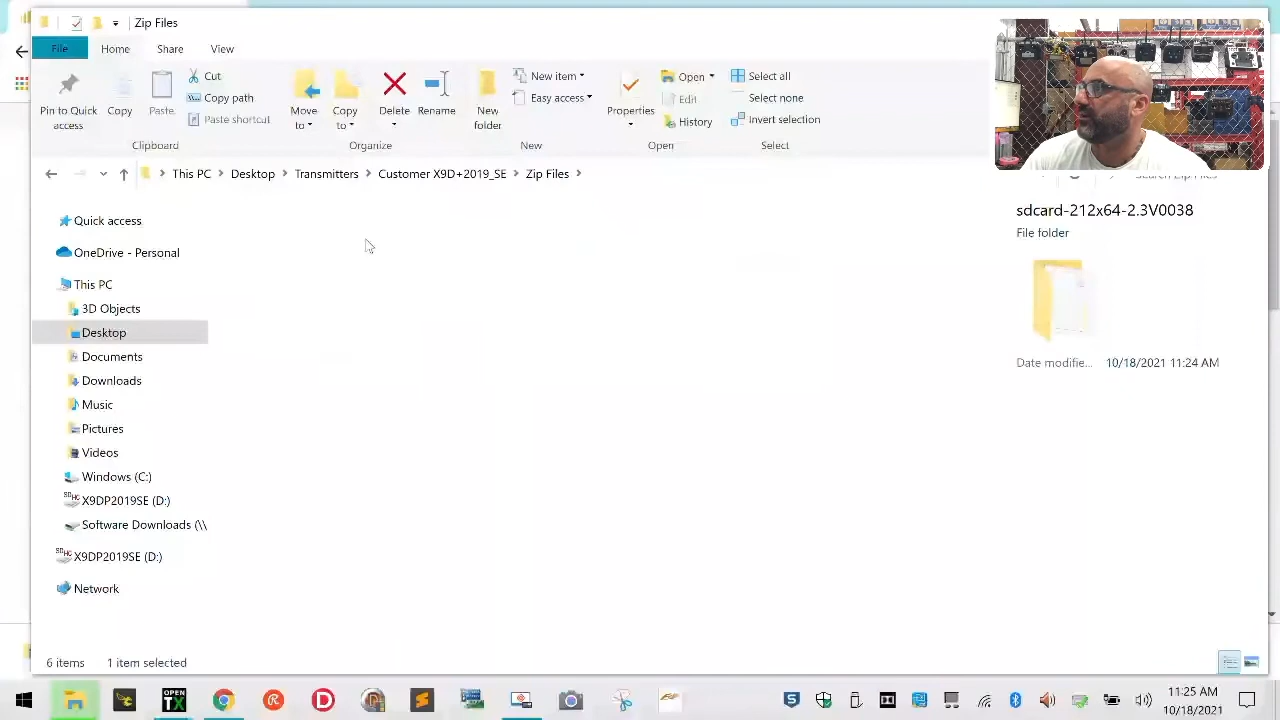 Zip Files
File
Home
Share
View
Pin to Quick access
Copy
Paste
Cut
Copy path
Paste shortcut
Clipboard
Move to
Copy to
Delete
Rename
Organize
New folder
New item
Easy access
New
Properties
Open
Edit
History
Open
Select all
Select none
Invert selection
Select
This PC
Desktop
Transmitters
Zip Files
Search Zip Files
Quick access
OneDrive - Personal
This PC
3D Objects
Desktop
Documents
Downloads
Music
Pictures
Videos
Windows (C:)
X9DP2019SE (D:)
Software Downloads (\\
X9DP2019SE (D:)
Network
sdcard-212x64-2.3V0038
File folder
Date modifie... 10/18/2021 11:24 AM
6 items
1 item selected
OPEN TX
11:25 AM
10/18/2021